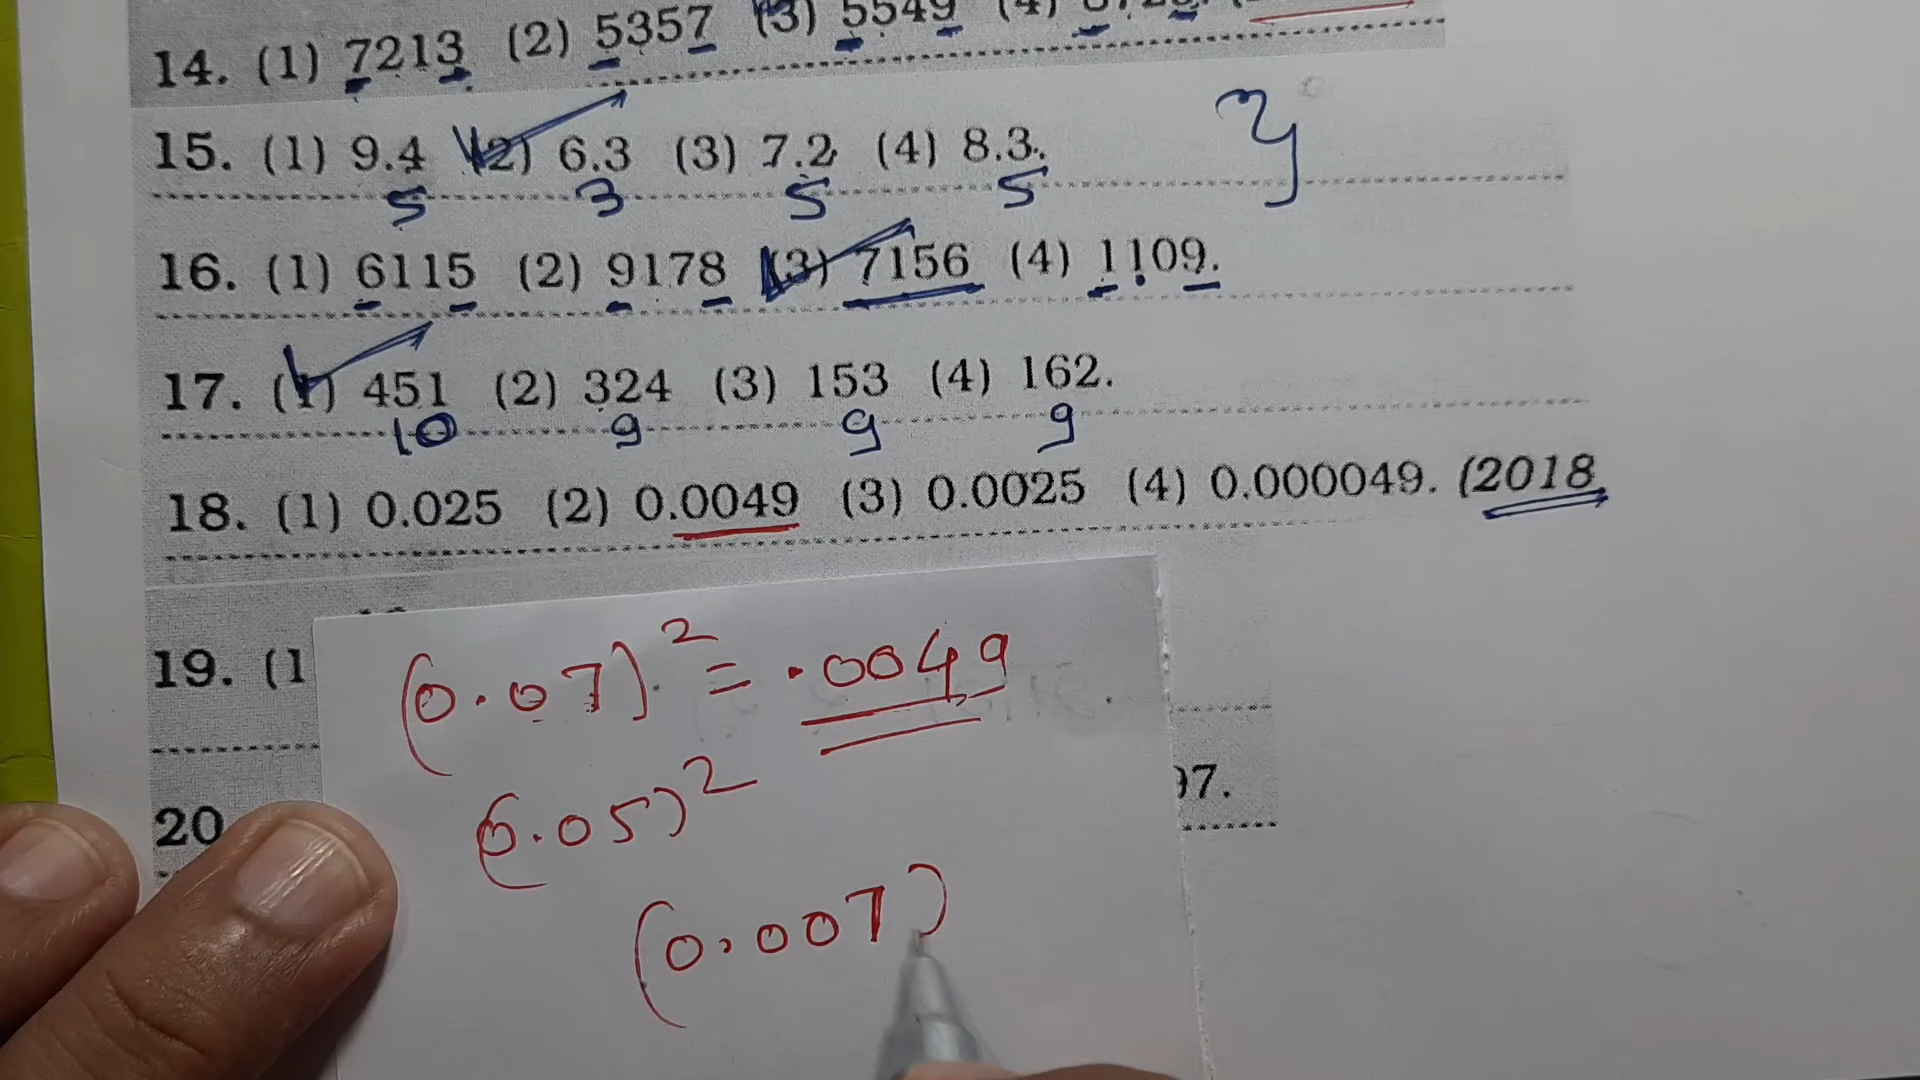 14. (1) 7213 (2) 5357 (3) 5549 (4)
15. (1) 9.4 (2) 6.3 (3) 7.2 (4) 8.3.
5 3 5 5
16. (1) 6115 (2) 9178 (3) 7156 (4) 1109.
17. (1) 451 (2) 324 (3) 153 (4) 162.
10 9 9 9
18. (1) 0.025 (2) 0.0049 (3) 0.0025 (4) 0.000049. (2018
19. (1
(0.07)² = .0049
(0.05)²
20 97.
(0.007)